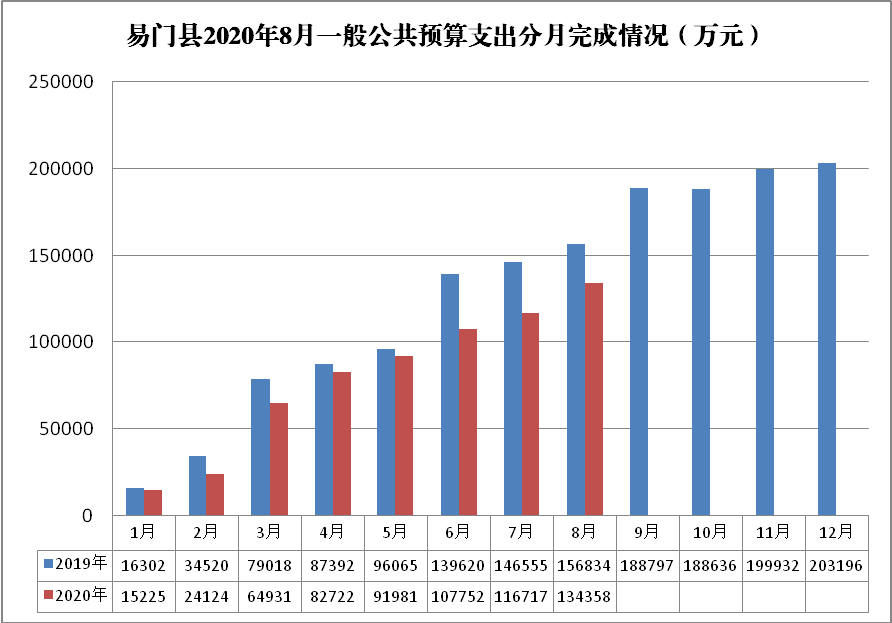 易门县2020年8月一般公共预算支出分月完成情况（万元）
250000
200000
150000
100000
50000
0
1月 2月 3月 4月 5月 6月 7月 8月 9月 10月 11月 12月
2019年 16302 34520 79018 87392 96065 139620 146555 156834 188797 188636 199932 203196
2020年 15225 24124 64931 82722 91981 107752 116717 134358